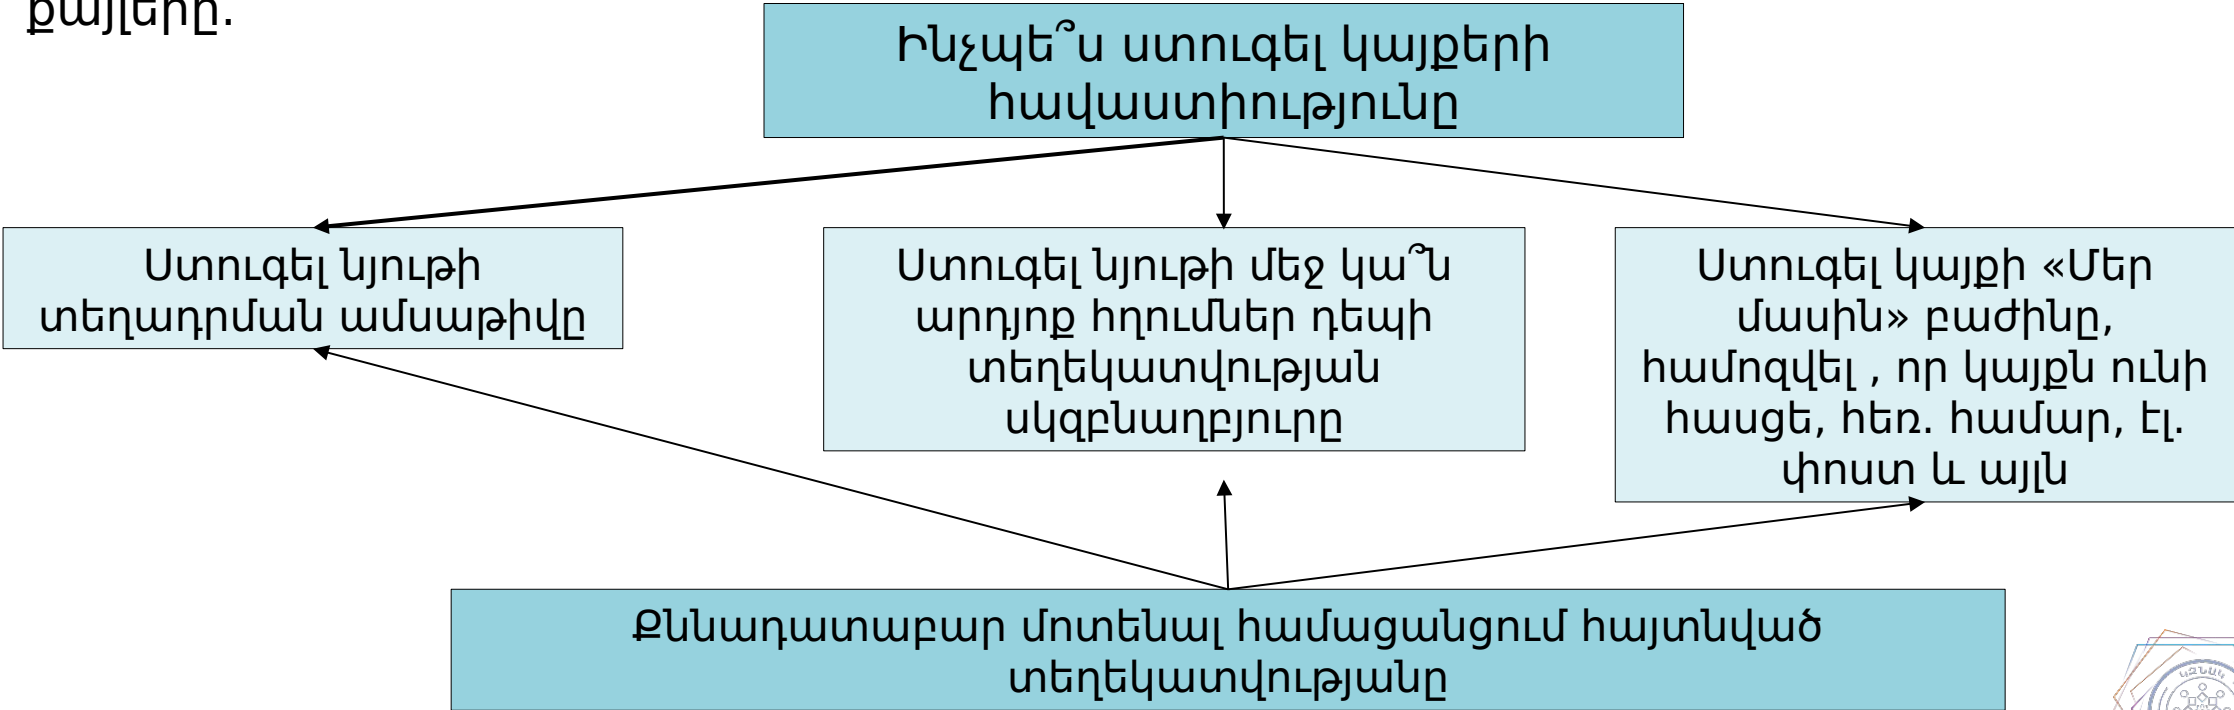 քայլերը.
Ինչպե՞ս ստուգել կայքերի
հավաստիությունը
Ստուգել նյութի
տեղադրման ամսաթիվը
Ստուգել նյութի մեջ կա՞ն
արդյոք հղումներ դեպի
տեղեկատվության
սկզբնաղբյուրը
Ստուգել կայքի «Մեր
մասին» բաժինը,
համոզվել , որ կայքն ունի
հասցե, հեռ. համար, էլ.
փոստ և այլն
Քննադատաբար մոտենալ համացանցում հայտնված
տեղեկատվությանը